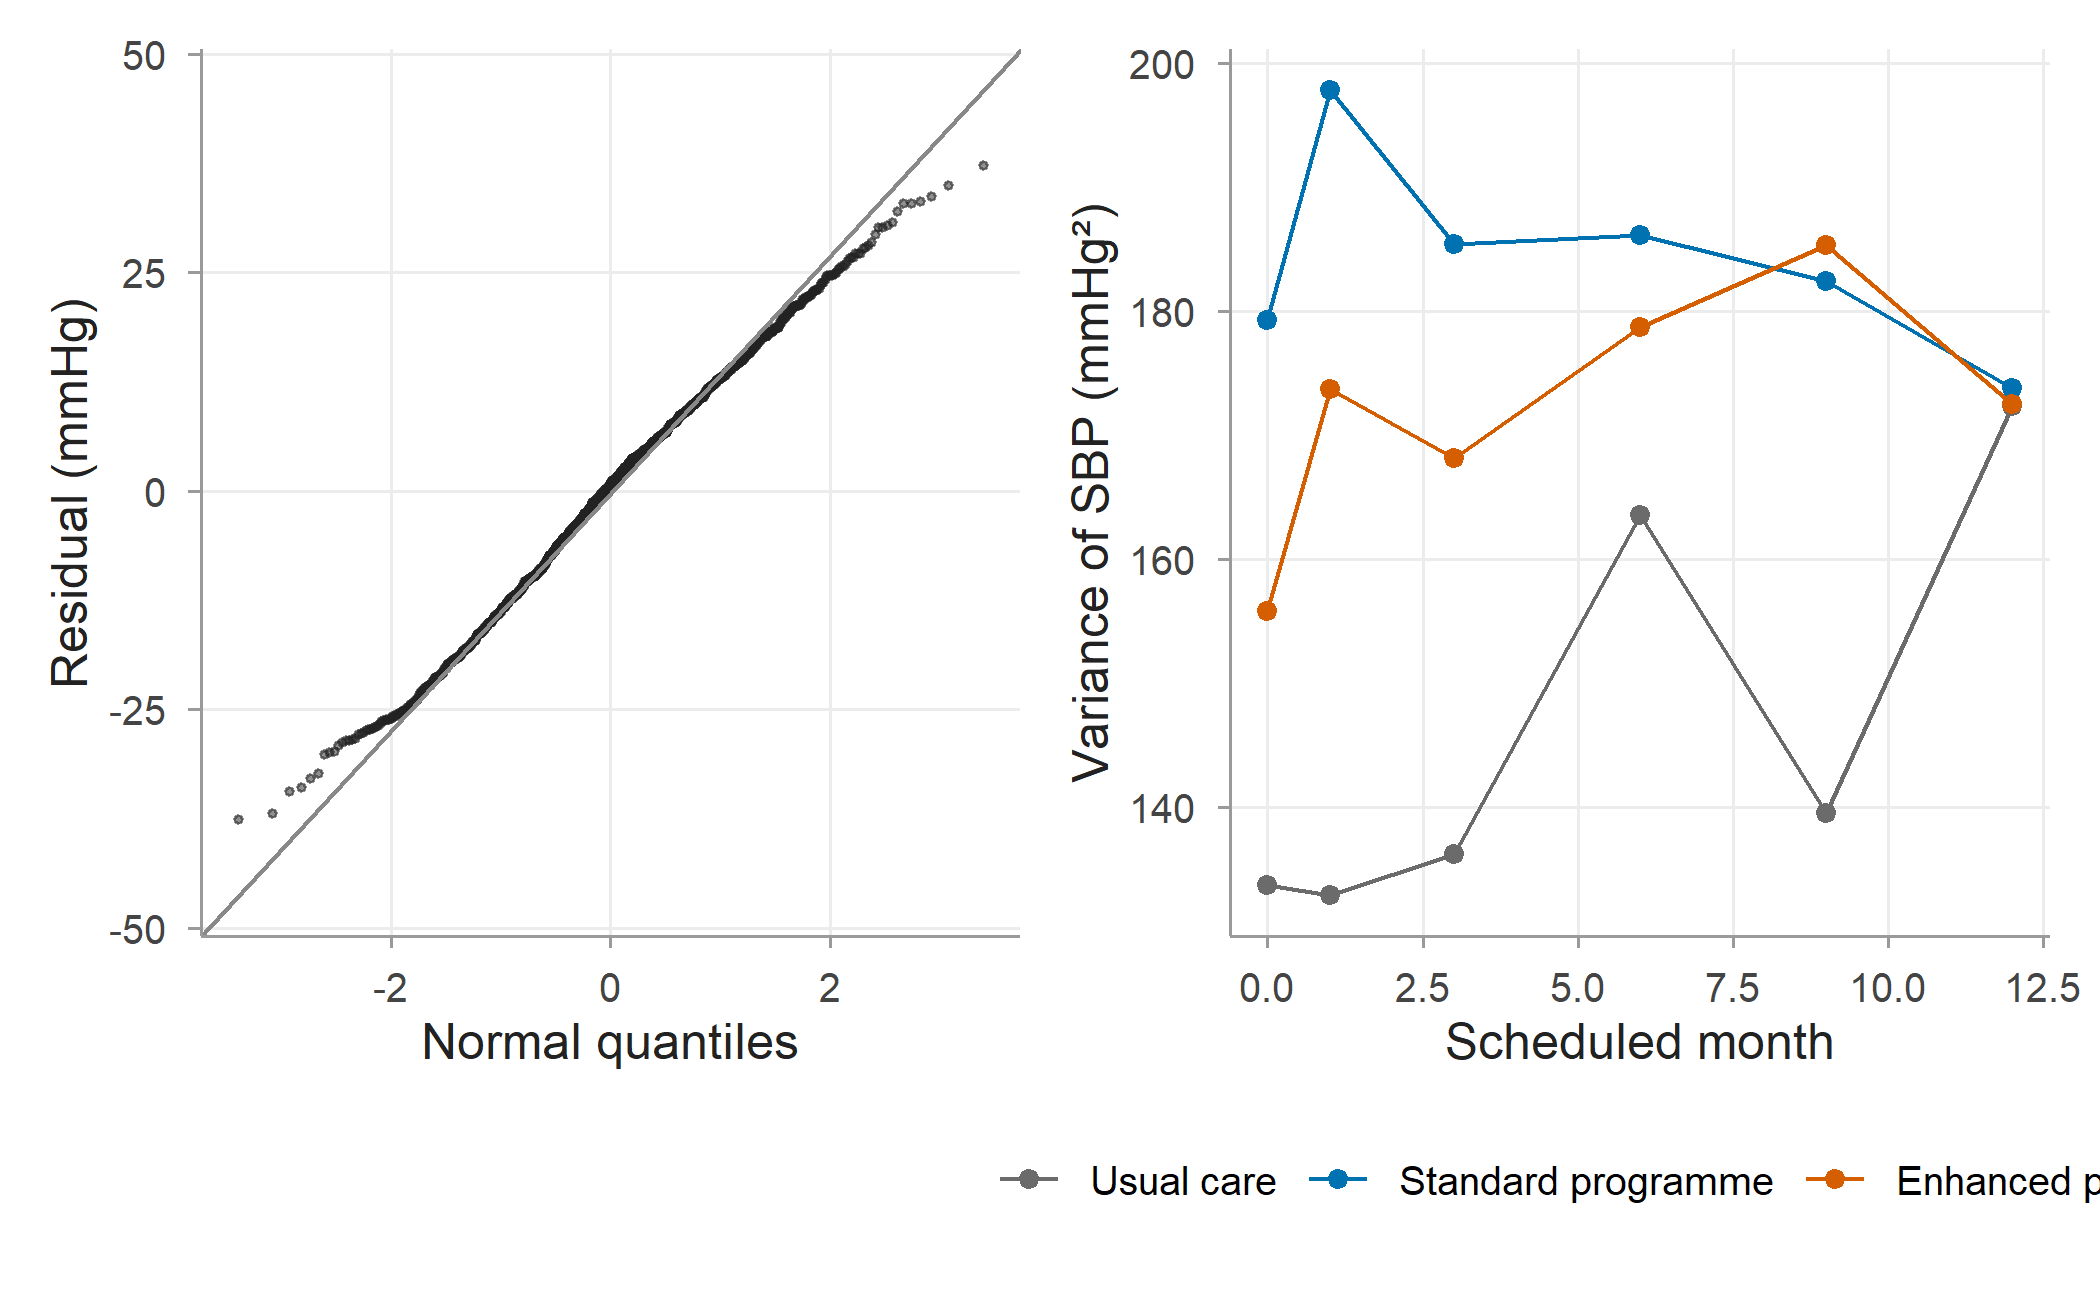 50
25
0
-25
-50
Residual (mmHg)
-2 0 2
Normal quantiles
200
180
160
140
Variance of SBP (mmHg²)
0.0 2.5 5.0 7.5 10.0 12.5
Scheduled month
Usual care Standard programme Enhanced p